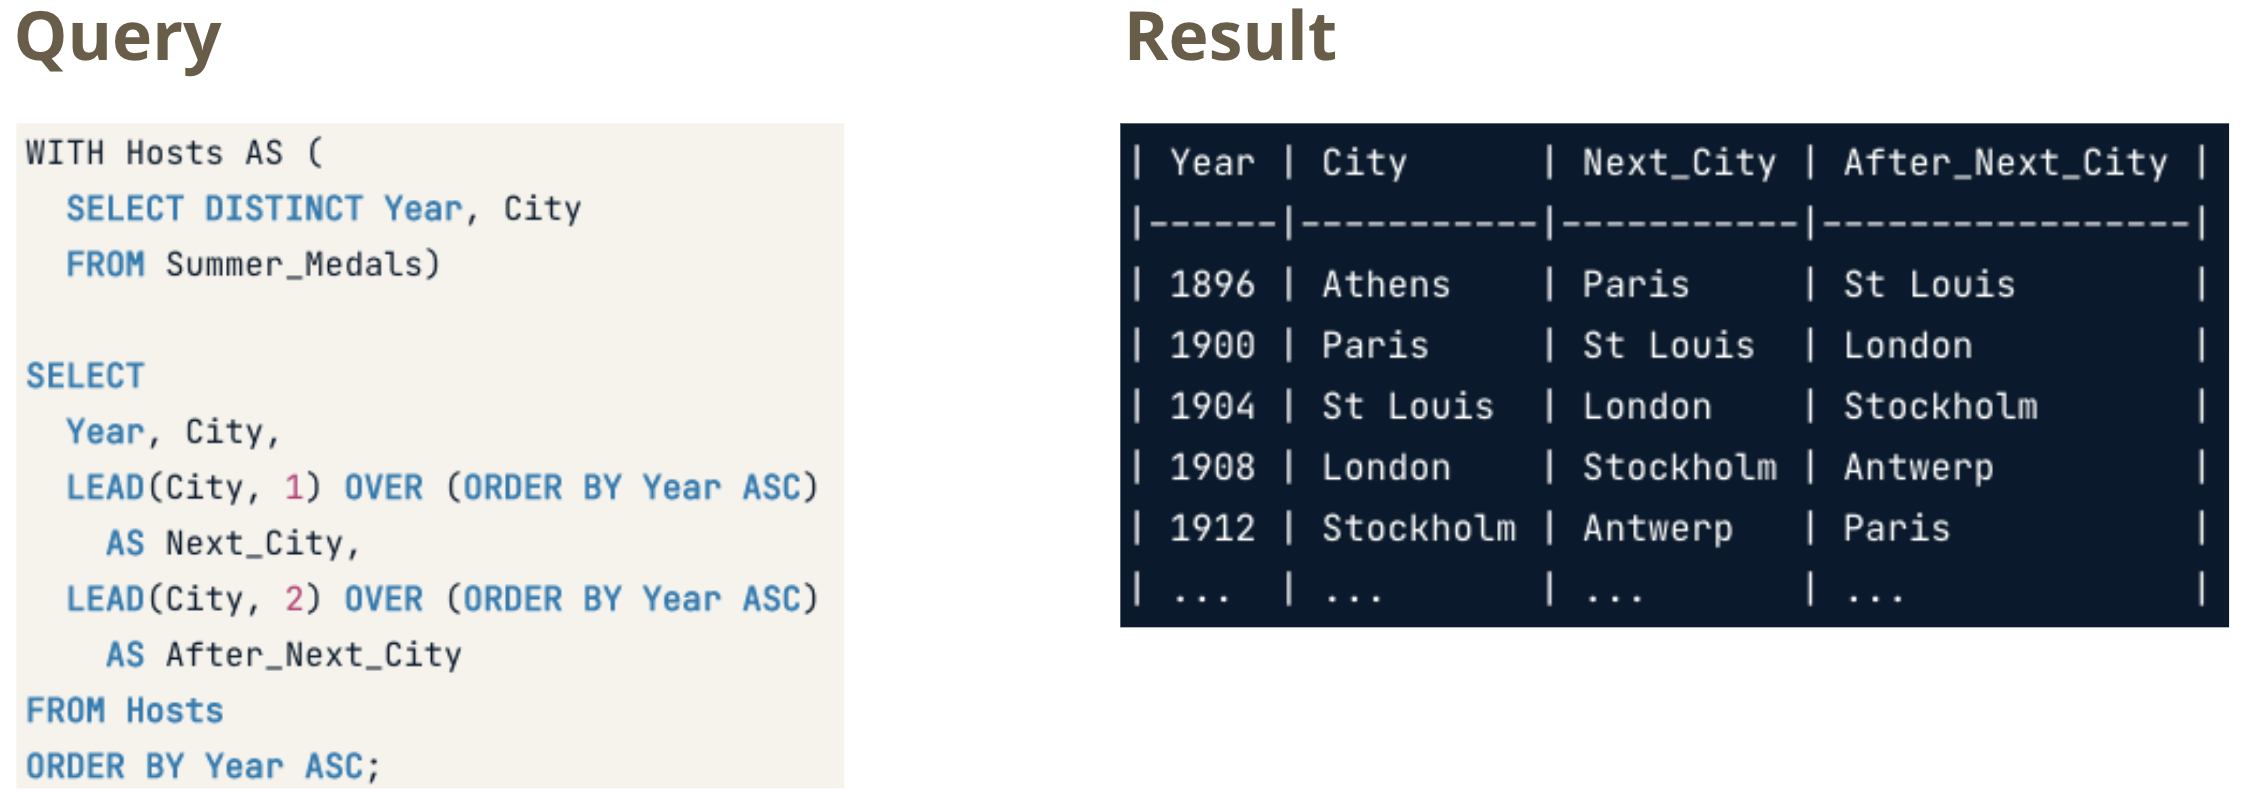 Query
WITH Hosts AS (
  SELECT DISTINCT Year, City
  FROM Summer_Medals)
SELECT
  Year, City,
  LEAD(City, 1) OVER (ORDER BY Year ASC)
    AS Next_City,
  LEAD(City, 2) OVER (ORDER BY Year ASC)
    AS After_Next_City
FROM Hosts
ORDER BY Year ASC;
Result
| Year | City      | Next_City | After_Next_City |
|------|-----------|-----------|-----------------|
| 1896 | Athens    | Paris     | St Louis        |
| 1900 | Paris     | St Louis  | London          |
| 1904 | St Louis  | London    | Stockholm       |
| 1908 | London    | Stockholm | Antwerp         |
| 1912 | Stockholm | Antwerp   | Paris           |
| ...  | ...       | ...       | ...             |